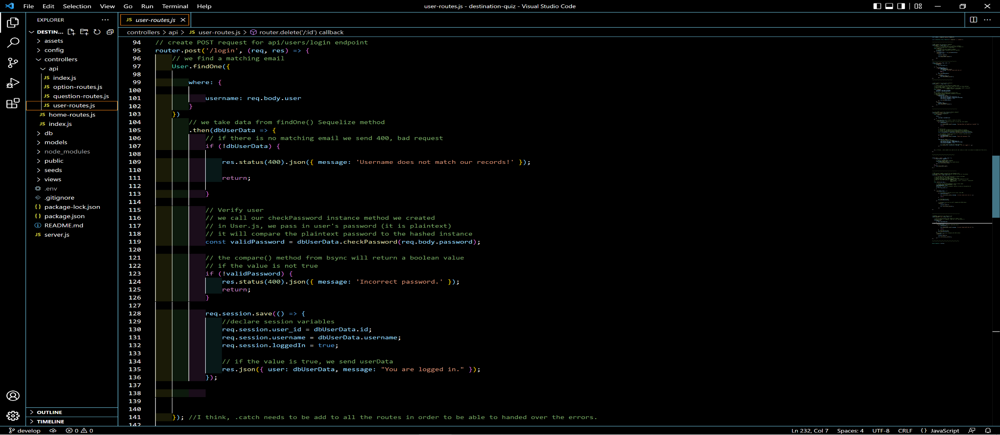 File Edit Selection View Go Run Terminal Help
user-routes.js - destination-quiz - Visual Studio Code
EXPLORER
DESTIN...
assets
config
controllers
api
JS index.js
JS option-routes.js
JS question-routes.js
JS user-routes.js
JS home-routes.js
JS index.js
db
models
node_modules
public
seeds
views
.env
.gitignore
{} package-lock.json
{} package.json
README.md
JS server.js
OUTLINE
TIMELINE
JS user-routes.js
controllers > api > JS user-routes.js > router.delete('/:id') callback
94 // create POST request for api/users/login endpoint
95 router.post('/login', (req, res) => {
96 // we find a matching email
97 User.findOne({
98
99 where: {
100
101 username: req.body.user
102 }
103 })
104 // we take data from findOne() Sequelize method
105 .then(dbUserData => {
106 // if there is no matching email we send 400, bad request
107 if (!dbUserData) {
108
109 res.status(400).json({ message: 'Username does not match our records!' });
110
111 return;
112
113 }
114
115 // Verify user
116 // we call our checkPassword instance method we created
117 // in User.js, we pass in user's password (it is plaintext)
118 // it will compare the plaintext password to the hashed instance
119 const validPassword = dbUserData.checkPassword(req.body.password);
120
121 // the compare() method from bsync will return a boolean value
122 // if the value is not true
123 if (!validPassword) {
124 res.status(400).json({ message: 'Incorrect password.' });
125 return;
126 }
127
128 req.session.save(() => {
129 //declare session variables
130 req.session.user_id = dbUserData.id;
131 req.session.username = dbUserData.username;
132 req.session.loggedIn = true;
133
134 // if the value is true, we send userData
135 res.json({ user: dbUserData, message: "You are logged in." });
136 });
137
138
139
140
141 }); //I think, .catch needs to be add to all the routes in order to be able to handed over the errors.
142
develop 0 0
Ln 232, Col 7 Spaces: 4 UTF-8 CRLF {} JavaScript